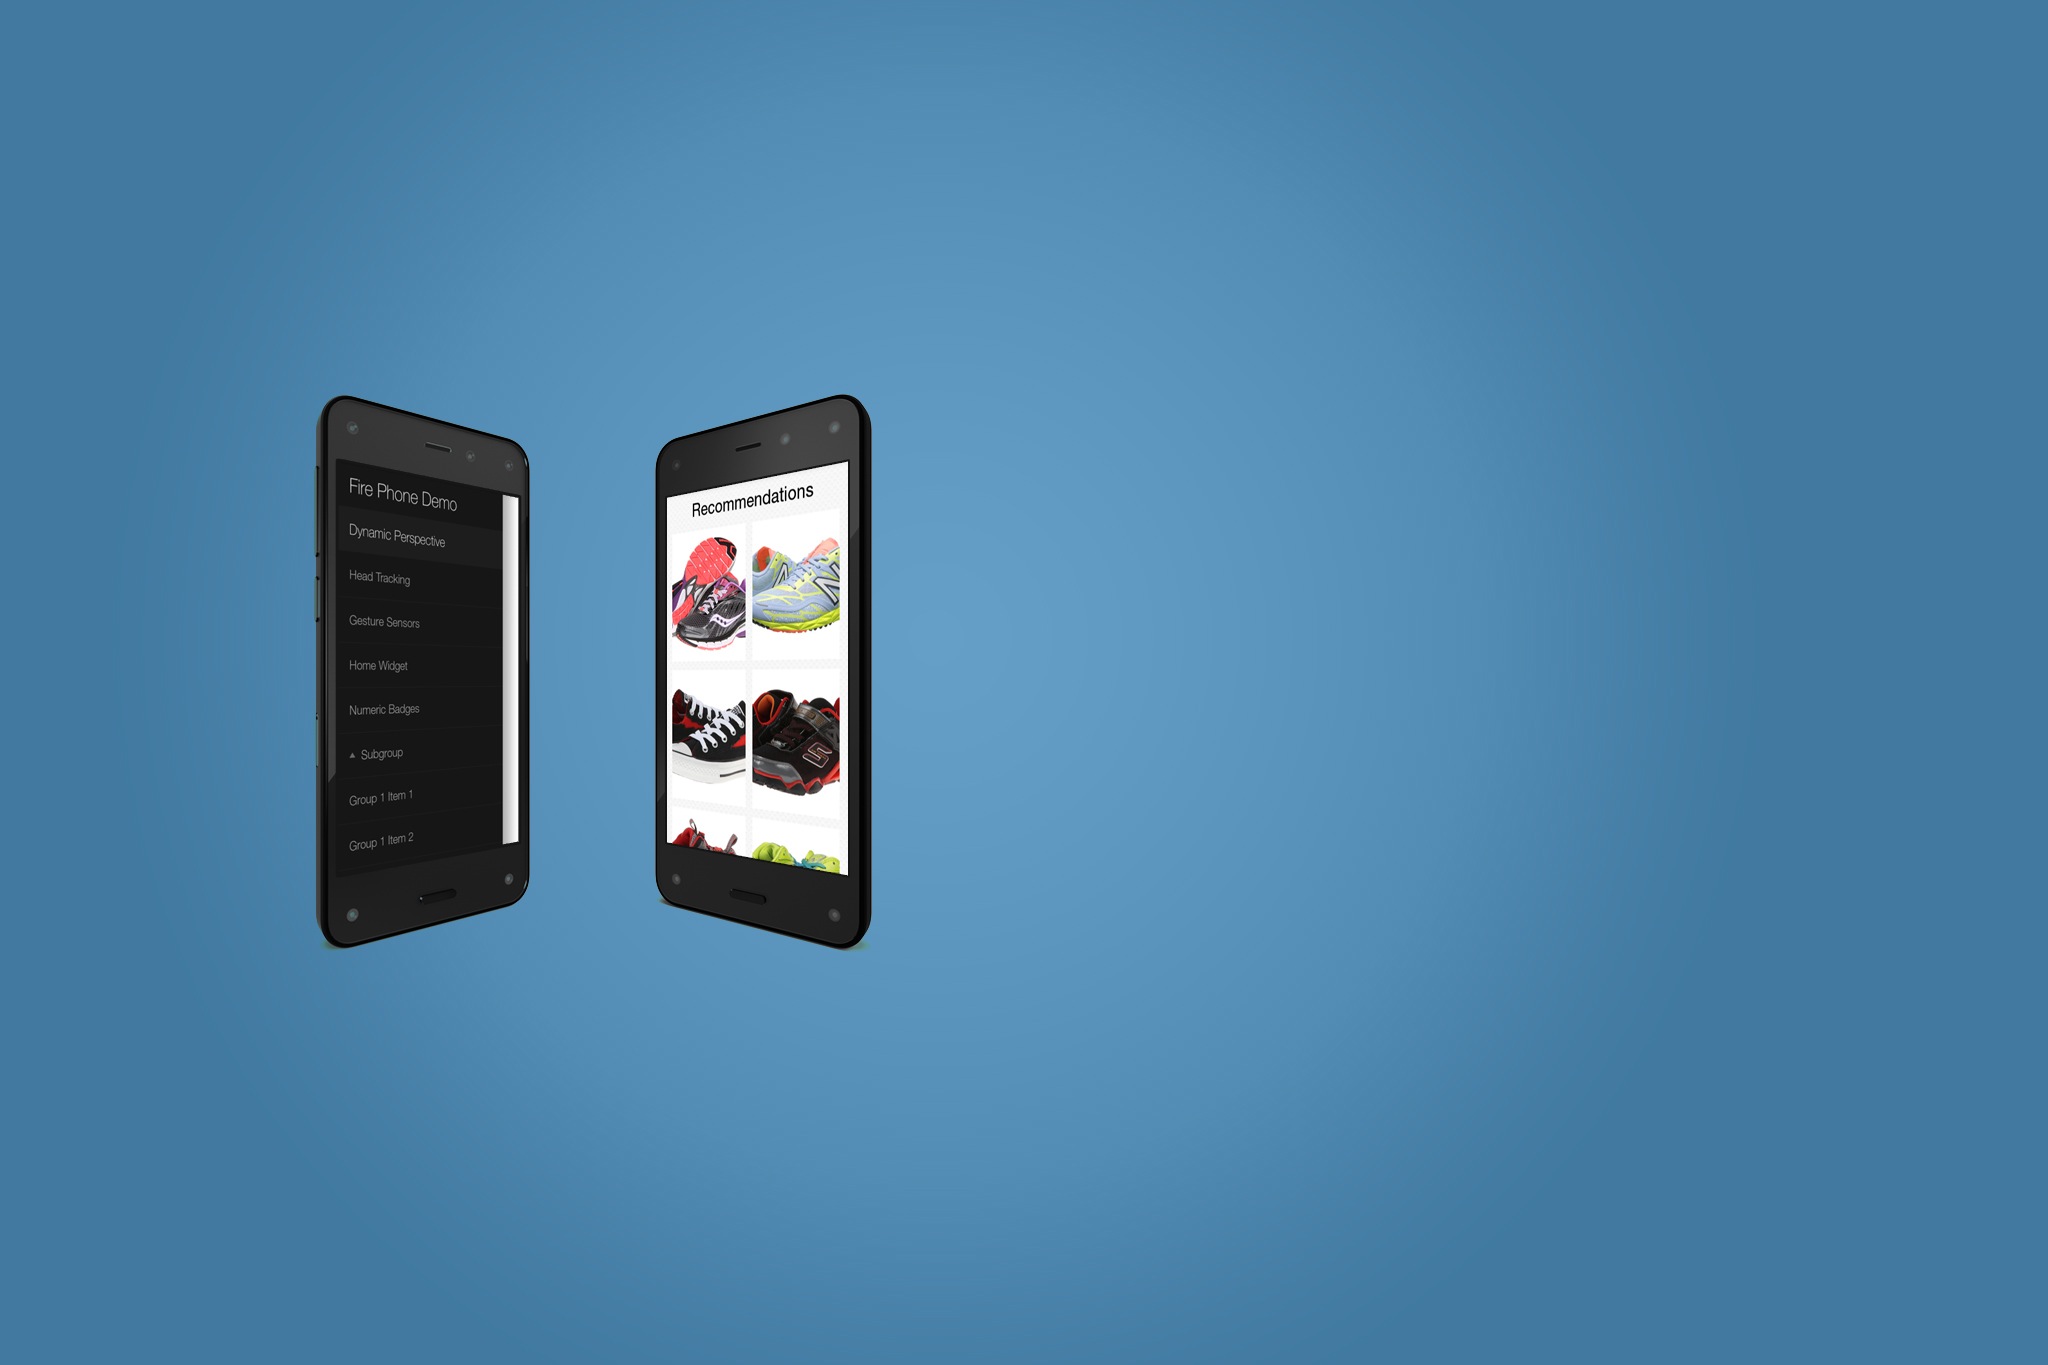 Fire Phone Demo
Dynamic Perspective
Head Tracking
Gesture Sensors
Home Widget
Numeric Badges
Subgroup
Group 1 Item 1
Group 1 Item 2
Recommendations